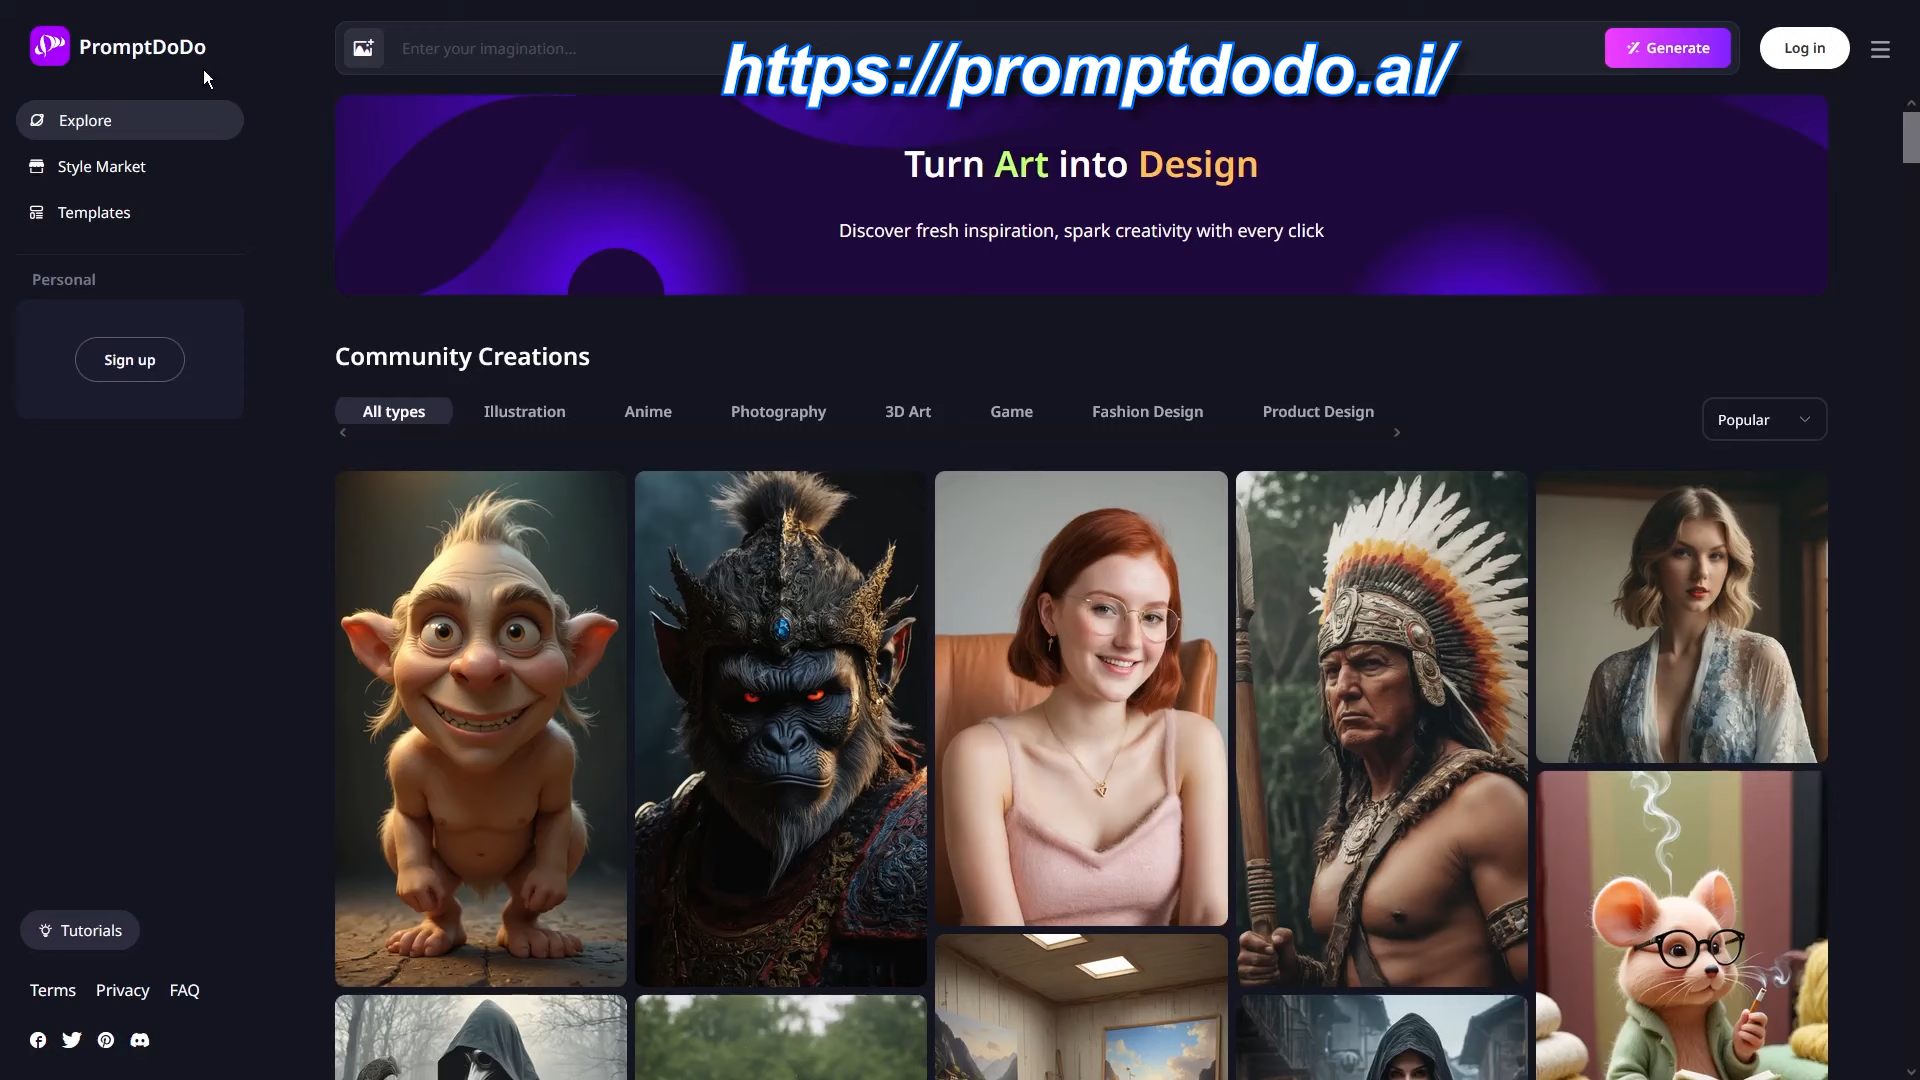 PromptDoDo
Enter your imagination...
Generate
Log in
https://promptdodo.ai/
Explore
Style Market
Templates
Personal
Sign up
Turn Art into Design
Discover fresh inspiration, spark creativity with every click
Community Creations
All types
Illustration
Anime
Photography
3D Art
Game
Fashion Design
Product Design
Popular
Tutorials
Terms
Privacy
FAQ